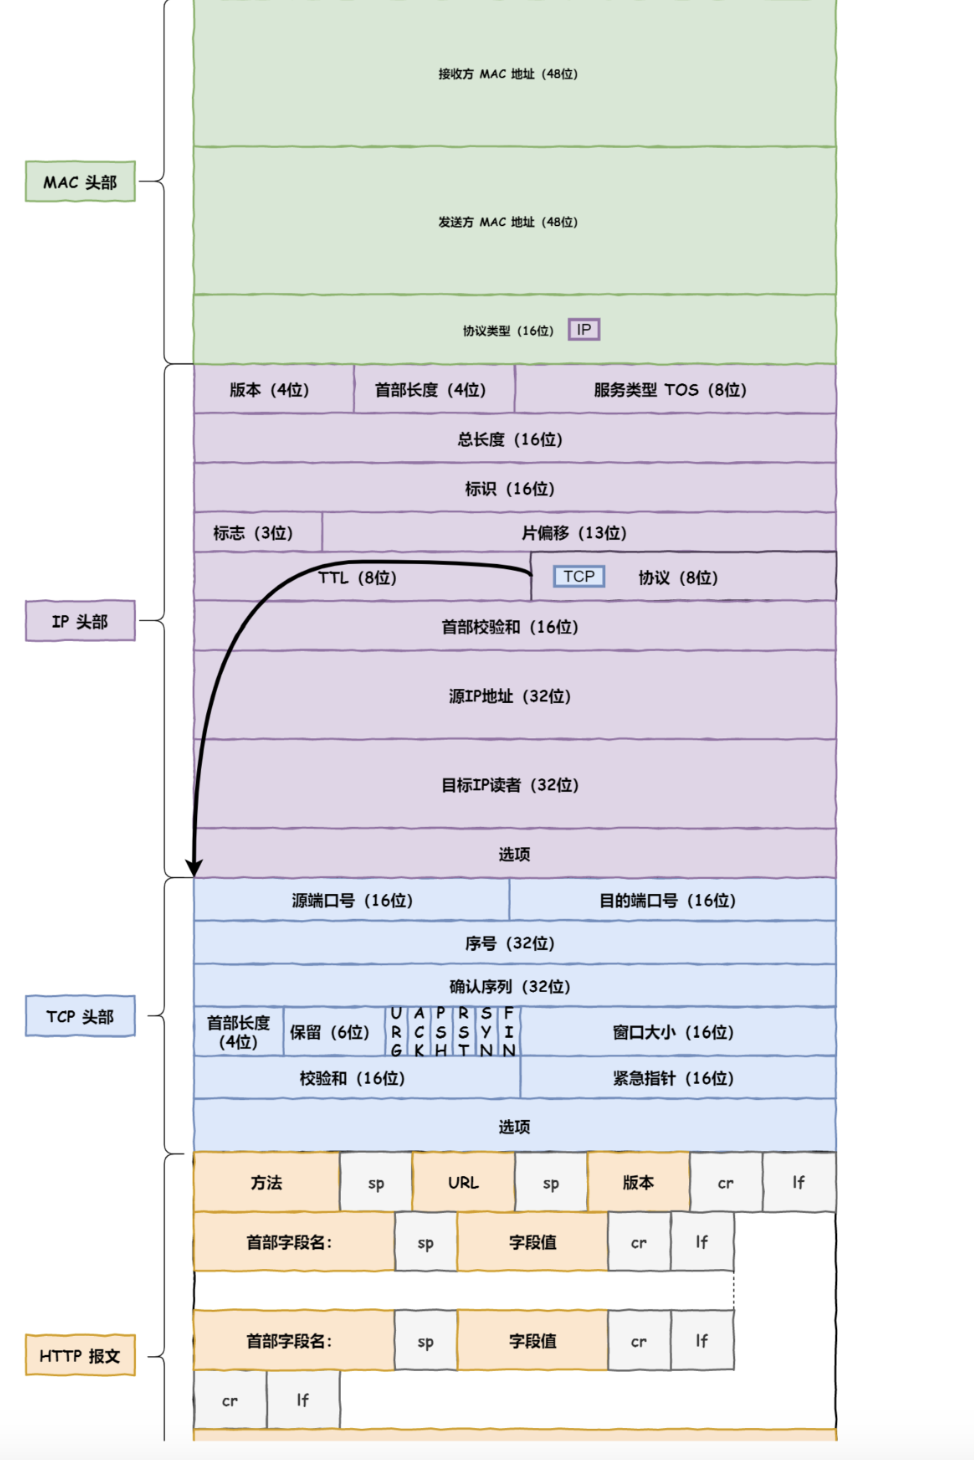 接收方 MAC 地址（48位）
MAC 头部
发送方 MAC 地址（48位）
协议类型（16位） IP
版本（4位） 首部长度（4位） 服务类型 TOS（8位）
总长度（16位）
标识（16位）
标志（3位） 片偏移（13位）
TTL（8位） TCP 协议（8位）
IP 头部
首部校验和（16位）
源IP地址（32位）
目标IP读者（32位）
选项
源端口号（16位） 目的端口号（16位）
序号（32位）
确认序列（32位）
TCP 头部
首部长度（4位） 保留（6位） URG ACK PSH RST SYN FIN 窗口大小（16位）
校验和（16位） 紧急指针（16位）
选项
方法 sp URL sp 版本 cr lf
首部字段名： sp 字段值 cr lf
HTTP 报文
首部字段名： sp 字段值 cr lf
cr lf